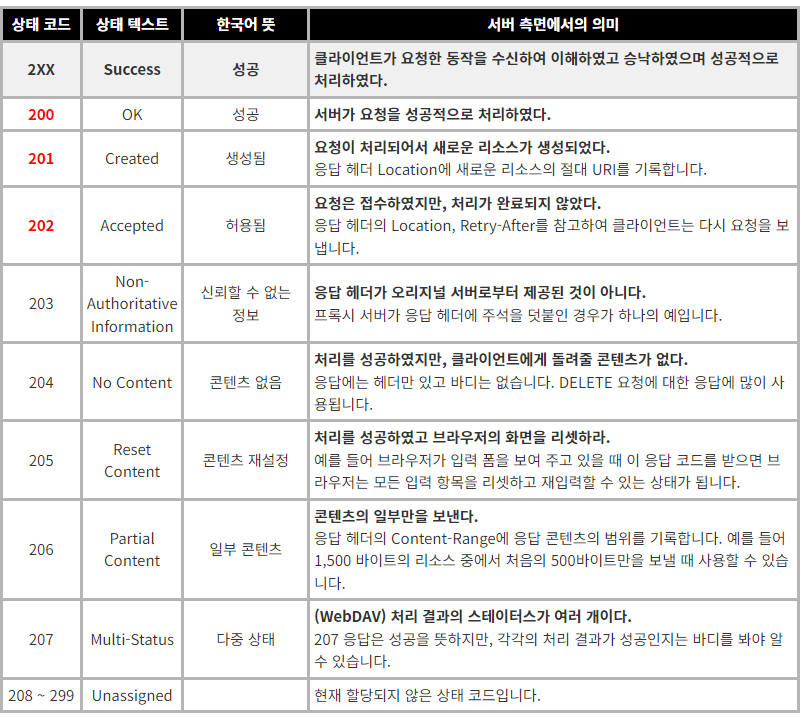 상태 코드 상태 텍스트 한국어 뜻 서버 측면에서의 의미
2XX Success 성공 클라이언트가 요청한 동작을 수신하여 이해하였고 승낙하였으며 성공적으로
처리하였다.
200 OK 성공 서버가 요청을 성공적으로 처리하였다.
201 Created 생성됨 요청이 처리되어서 새로운 리소스가 생성되었다.
응답 헤더 Location에 새로운 리소스의 절대 URI를 기록합니다.
202 Accepted 허용됨 요청은 접수하였지만, 처리가 완료되지 않았다.
응답 헤더의 Location, Retry-After를 참고하여 클라이언트는 다시 요청을 보
냅니다.
203 Non-
Authoritative
Information
신뢰할 수 없는
정보
응답 헤더가 오리지널 서버로부터 제공된 것이 아니다.
프록시 서버가 응답 헤더에 주석을 덧붙인 경우가 하나의 예입니다.
204 No Content 콘텐츠 없음 처리를 성공하였지만, 클라이언트에게 돌려줄 콘텐츠가 없다.
응답에는 헤더만 있고 바디는 없습니다. DELETE 요청에 대한 응답에 많이 사
용됩니다.
205 Reset
Content
콘텐츠 재설정 처리를 성공하였고 브라우저의 화면을 리셋하라.
예를 들어 브라우저가 입력 폼을 보여 주고 있을 때 이 응답 코드를 받으면 브
라우저는 모든 입력 항목을 리셋하고 재입력할 수 있는 상태가 됩니다.
206 Partial
Content
일부 콘텐츠 콘텐츠의 일부만을 보낸다.
응답 헤더의 Content-Range에 응답 콘텐츠의 범위를 기록합니다. 예를 들어
1,500 바이트의 리소스 중에서 처음의 500바이트만을 보낼 때 사용할 수 있습
니다.
207 Multi-Status 다중 상태 (WebDAV) 처리 결과의 스테이터스가 여러 개이다.
207 응답은 성공을 뜻하지만, 각각의 처리 결과가 성공인지는 바디를 봐야 알
수 있습니다.
208 ~ 299 Unassigned 현재 할당되지 않은 상태 코드입니다.